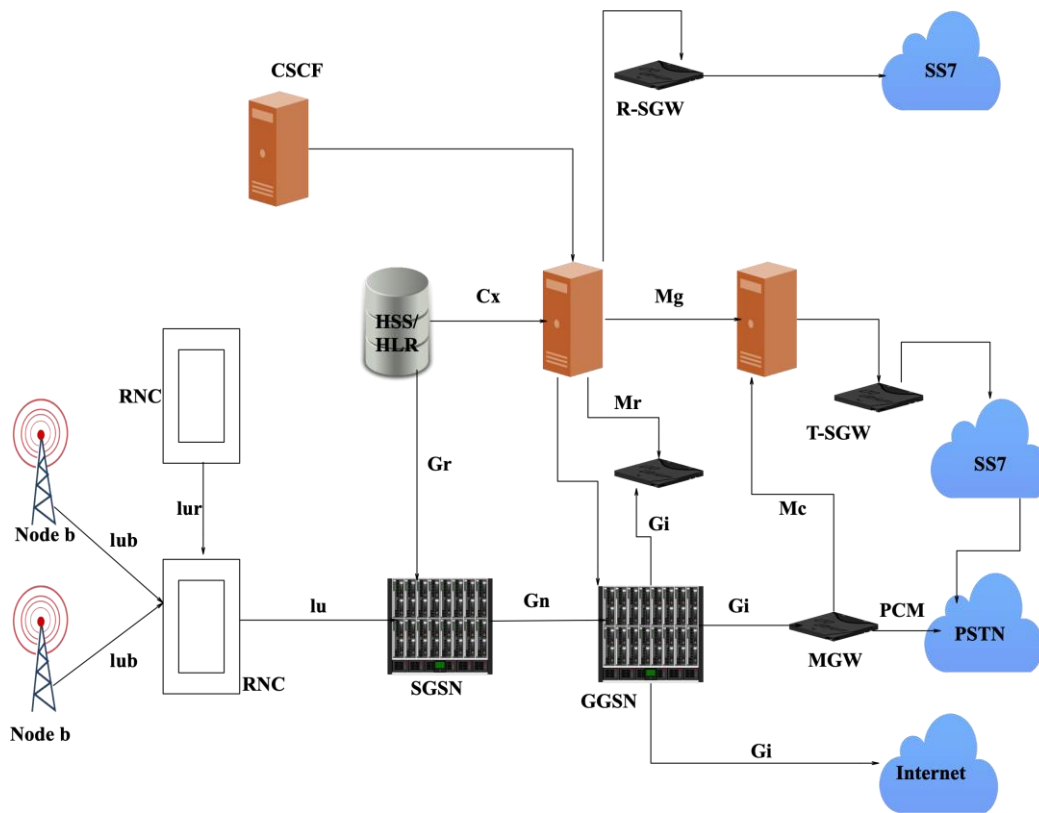 SS7
CSCF
R-SGW
Cx
Mg
HSS/
HLR
RNC
Mr
T-SGW
SS7
Gr
Node b
lur
lub
Gi
Mc
lu
Gn
Gi
PCM
PSTN
lub
RNC
SGSN
GGSN
MGW
Node b
Gi
Internet